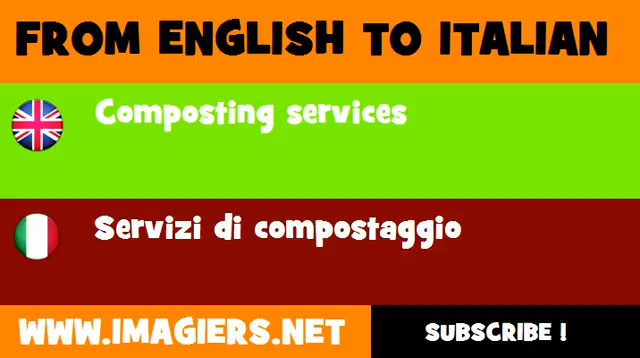 FROM ENGLISH TO ITALIAN
Composting services
Servizi di compostaggio
WWW.IMAGIERS.NET
SUBSCRIBE !